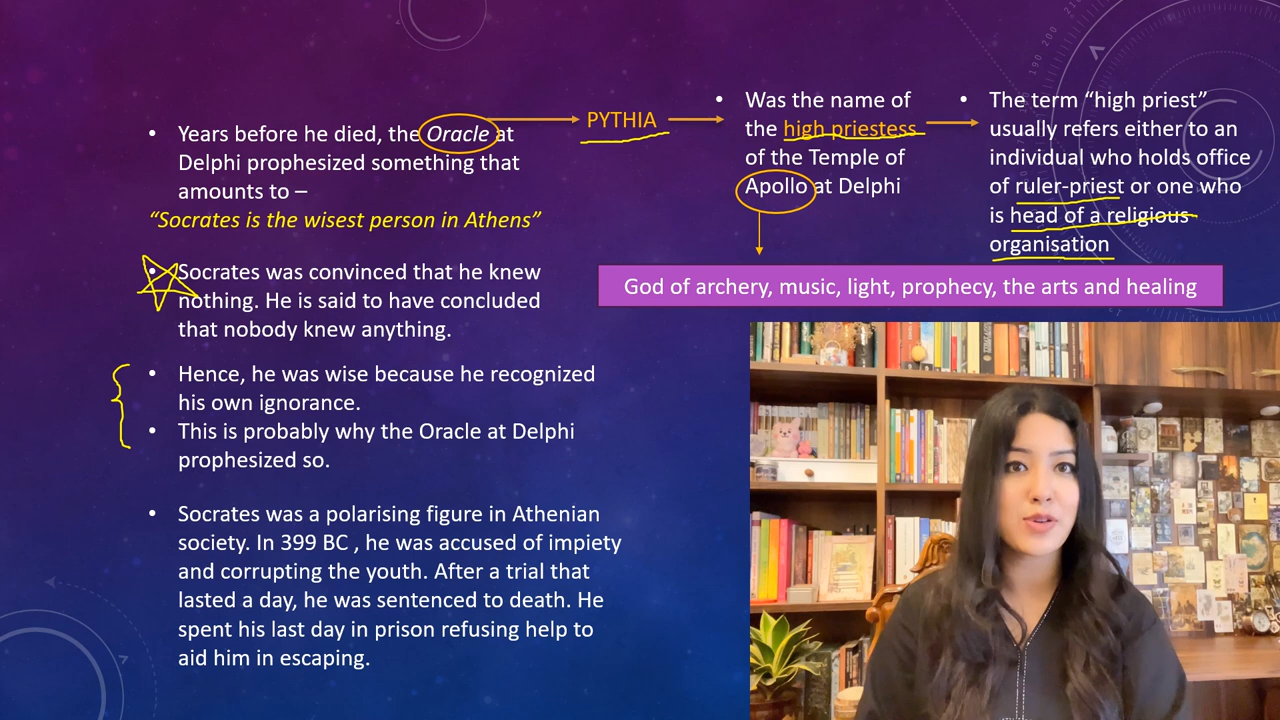 • Years before he died, the Oracle at
Delphi prophesized something that
amounts to –
“Socrates is the wisest person in Athens”
• Socrates was convinced that he knew
nothing. He is said to have concluded
that nobody knew anything.
• Hence, he was wise because he recognized
his own ignorance.
• This is probably why the Oracle at Delphi
prophesized so.
• Socrates was a polarising figure in Athenian
society. In 399 BC , he was accused of impiety
and corrupting the youth. After a trial that
lasted a day, he was sentenced to death. He
spent his last day in prison refusing help to
aid him in escaping.
PYTHIA
• Was the name of
the high priestess
of the Temple of
Apollo at Delphi
• The term “high priest”
usually refers either to an
individual who holds office
of ruler-priest or one who
is head of a religious
organisation
God of archery, music, light, prophecy, the arts and healing